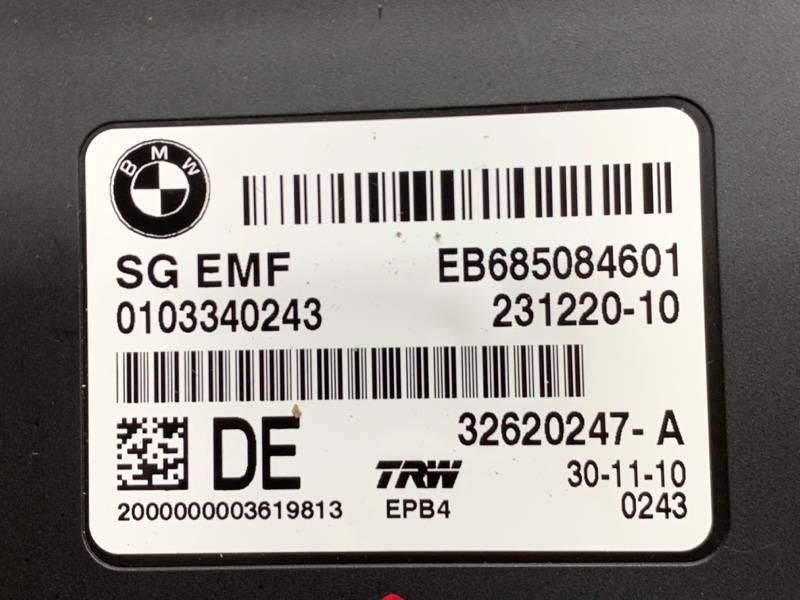 BMW
SG EMF EB685084601
0103340243 231220-10
DE 32620247- A
TRW 30-11-10
2000000003619813 EPB4 0243